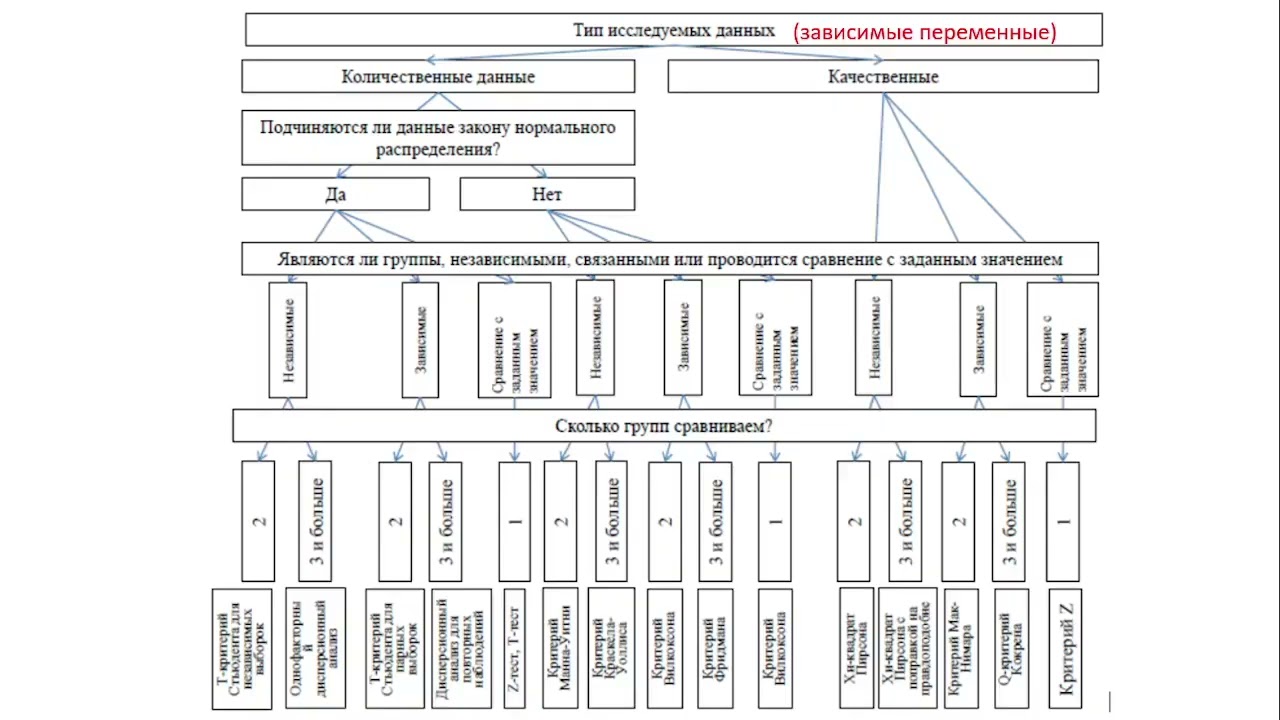 Тип исследуемых данных (зависимые переменные)
Количественные данные
Качественные
Подчиняются ли данные закону нормального
распределения?
Да
Нет
Являются ли группы, независимыми, связанными или проводится сравнение с заданным значением
Независимые
Зависимые
Сравнение с
заданным
значением
Независимые
Зависимые
Сравнение с
заданным
значением
Независимые
Зависимые
Сравнение с
заданным
значением
Сколько групп сравниваем?
2
3 и больше
2
3 и больше
1
2
3 и больше
2
3 и больше
1
2
3 и больше
2
3 и больше
1
Т-критерий
Стьюдента для
независимых
выборок
Однофакторны
й
дисперсионный
анализ
Т-критерий
Стьюдента для
парных
выборок
Дисперсионный
анализ для
повторных
наблюдений
Z-тест, Т-тест
Критерий
Манна-Уитни
Критерий
Краскела-
Уоллиса
Критерий
Вилкоксона
Критерий
Фридмана
Критерий
Вилкоксона
Хи-квадрат
Пирсона
Хи-квадрат
Пирсона с
поправкой на
правдоподобие
Критерий Мак-
Нимара
Q-критерий
Кокрена
Критерий Z